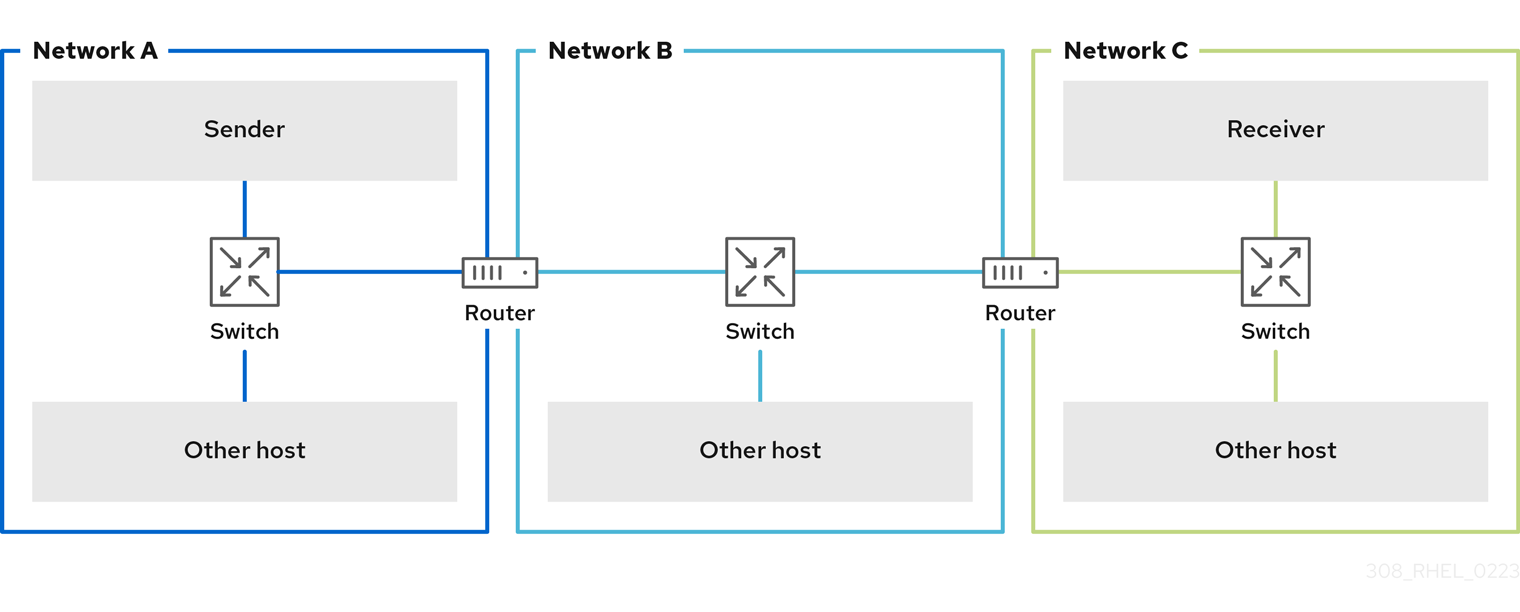 Network A
Network B
Network C
Sender
Receiver
Router
Router
Switch
Switch
Switch
Other host
Other host
Other host
308_RHEL_0223